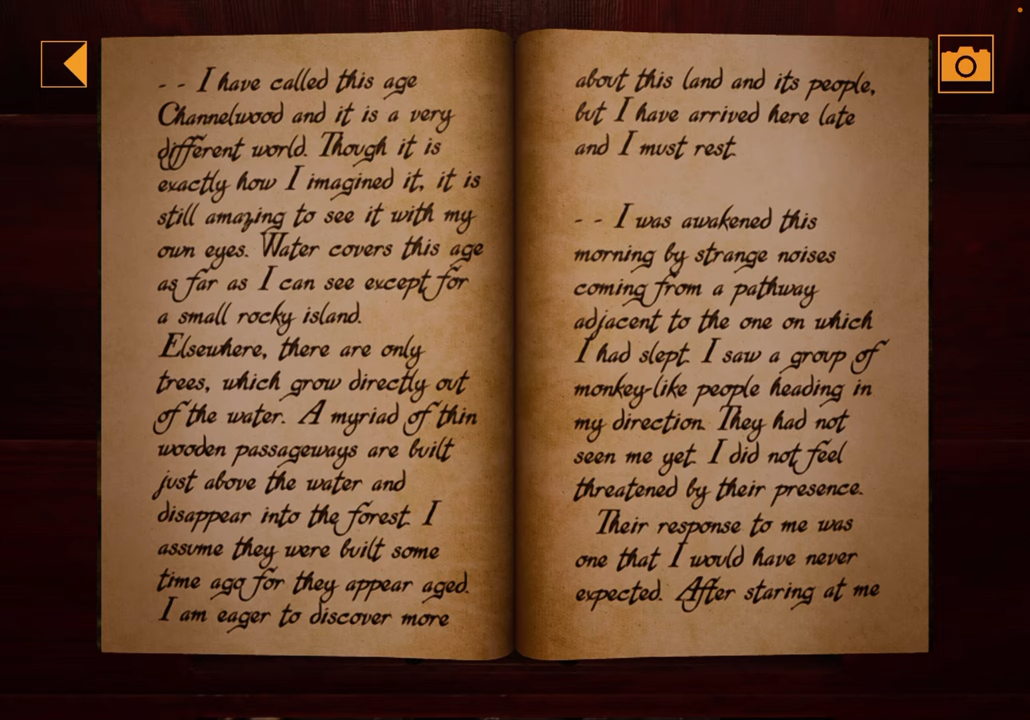 - - I have called this age
Channelwood and it is a very
different world. Though it is
exactly how I imagined it, it is
still amazing to see it with my
own eyes. Water covers this age
as far as I can see except for
a small rocky island.
Elsewhere, there are only
trees, which grow directly out
of the water. A myriad of thin
wooden passageways are built
just above the water and
disappear into the forest. I
assume they were built some
time ago for they appear aged.
I am eager to discover more
about this land and its people,
but I have arrived here late
and I must rest.
- - I was awakened this
morning by strange noises
coming from a pathway
adjacent to the one on which
I had slept. I saw a group of
monkey-like people heading in
my direction. They had not
seen me yet. I did not feel
threatened by their presence.
Their response to me was
one that I would have never
expected. After staring at me